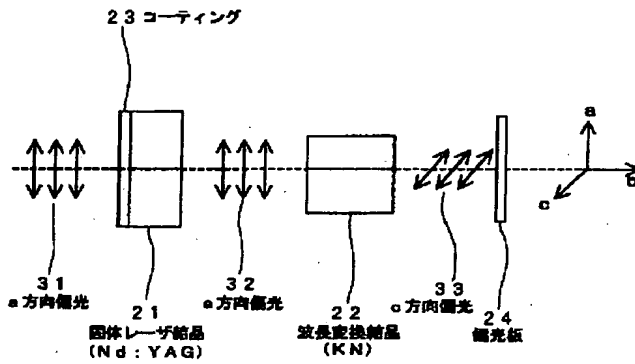 23 コーティング
a
b
c
31
a方向偏光
21
固体レーザ結晶
(Nd:YAG)
32
a方向偏光
22
波長変換結晶
(KN)
33
c方向偏光
24
偏光板